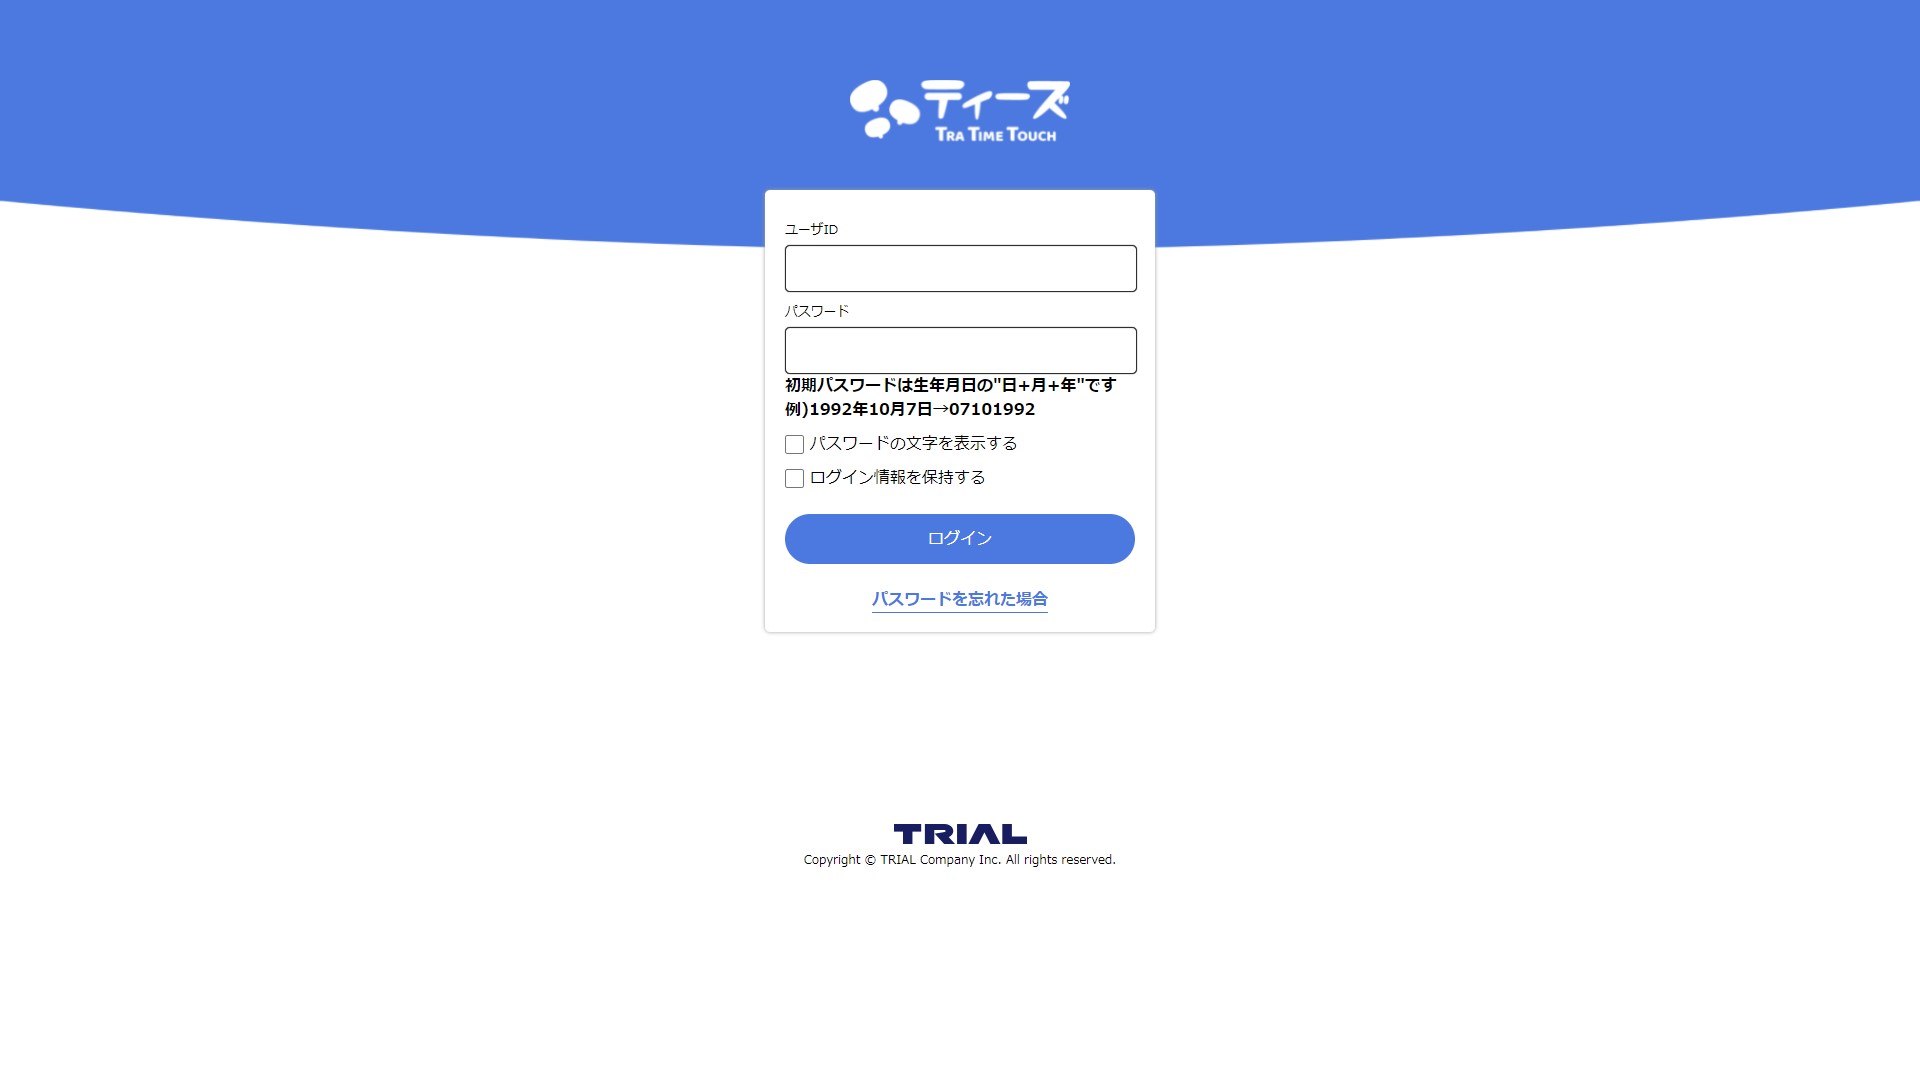 ティーズ
TRA TIME TOUCH
ユーザID
パスワード
初期パスワードは生年月日の"日+月+年"です
例)1992年10月7日→07101992
パスワードの文字を表示する
ログイン情報を保持する
ログイン
パスワードを忘れた場合
TRIAL
Copyright © TRIAL Company Inc. All rights reserved.